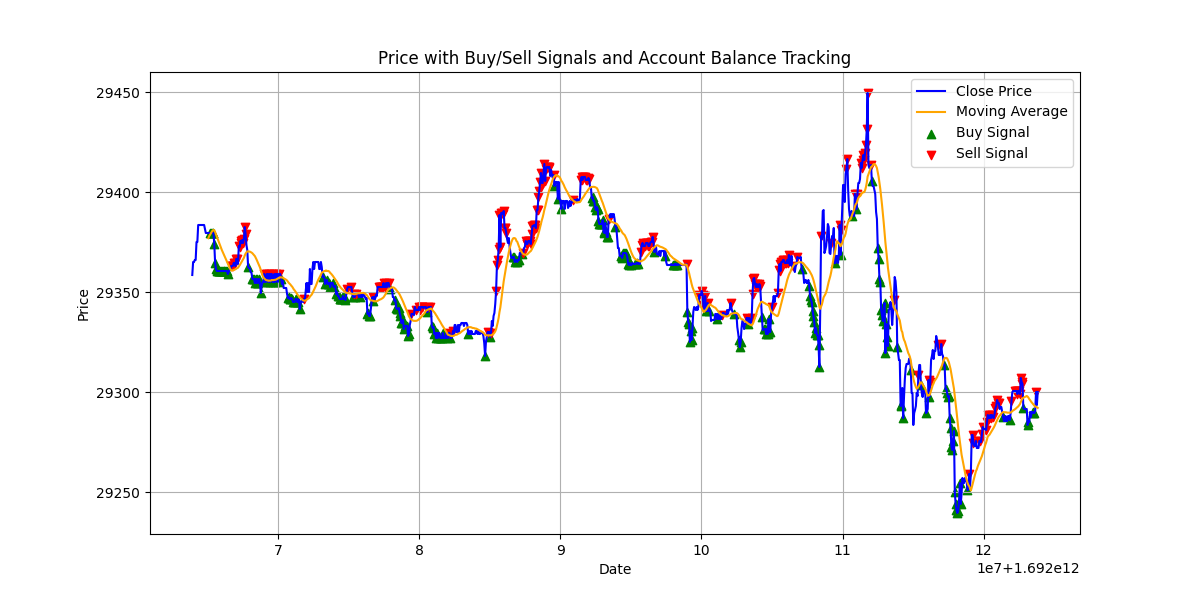 Price with Buy/Sell Signals and Account Balance Tracking
29450
29400
29350
29300
29250
Price
Close Price
Moving Average
Buy Signal
Sell Signal
7 8 9 10 11 12
Date
1e7+1.692e12